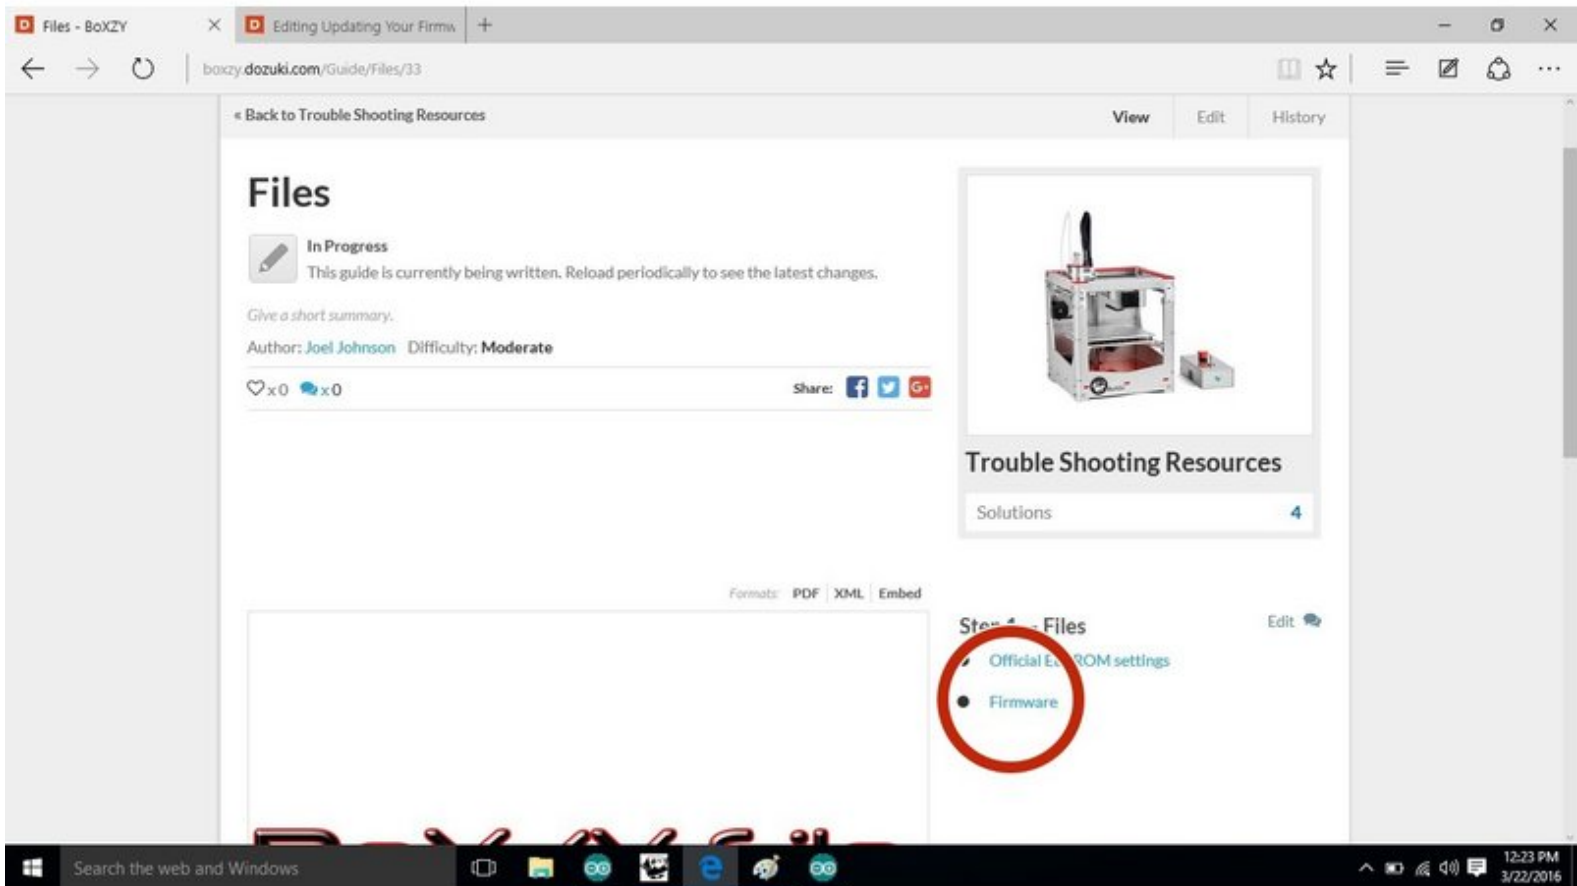 Files - BoXZY
Editing Updating Your Firmw
boxzy.dozuki.com/Guide/Files/33
« Back to Trouble Shooting Resources
View Edit History
Files
In Progress
This guide is currently being written. Reload periodically to see the latest changes.
Give a short summary.
Author: Joel Johnson Difficulty: Moderate
x 0 x 0
Share:
Trouble Shooting Resources
Solutions 4
Formats: PDF XML Embed
Files
Edit
Official ROM settings
Firmware
Search the web and Windows
12:23 PM
3/22/2016